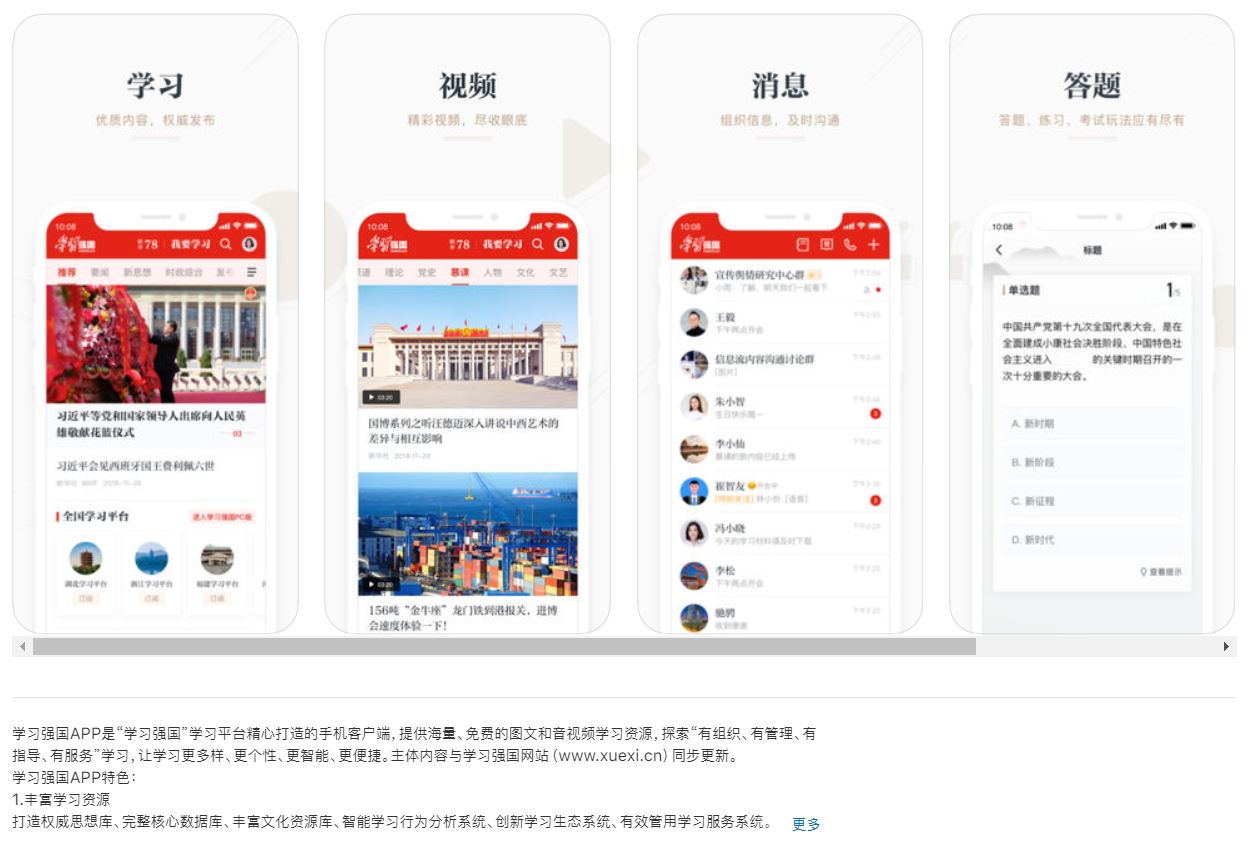 学习
优质内容，权威发布
10:08
学习强国
积分78 我要学习
推荐 要闻 新思想 时政综合 发布
习近平等党和国家领导人出席向人民英
雄敬献花篮仪式
03
习近平会见西班牙国王费利佩六世
新华社 2018-11-28
全国学习平台 进入学习强国PC版
湖北学习平台 浙江学习平台 福建学习平台
订阅 订阅 订阅
视频
精彩视频，尽收眼底
10:08
学习强国
积分78 我要学习
频道 理论 党史 慕课 人物 文化 文艺
03:20
国博系列之听汪德迈深入讲说中西艺术的
差异与相互影响
新华社 2018-11-28
03:20
156吨“金牛座”龙门铣到港报关，进博
会速度体验一下！
消息
组织信息，及时沟通
10:08
学习强国
宣传舆情研究中心群 下午2:56
小雨：了解，明天我们一起看下
王毅 下午2:50
下午两点开会
信息流内容沟通讨论群 下午2:48
[图片]
朱小智 下午2:45
生日快乐哦~ 3
李小仙 下午2:40
慕课的新内容已经上传
崔智友 开会中 下午2:30
[特别关注] 林小忻: [语音] 3
冯小晓 下午2:28
今天的学习材料请及时下载
李松 下午2:25
下午两点开会
驰骋 下午2:20
收到谢谢
答题
答题、练习、考试玩法应有尽有
10:08
标题
单选题 1/5
中国共产党第十九次全国代表大会，是在
全面建成小康社会决胜阶段、中国特色社
会主义进入 的关键时期召开的一
次十分重要的大会。
A. 新时期
B. 新阶段
C. 新征程
D. 新时代
查看提示
学习强国APP是“学习强国”学习平台精心打造的手机客户端，提供海量、免费的图文和音视频学习资源，探索“有组织、有管理、有
指导、有服务”学习，让学习更多样、更个性、更智能、更便捷。主体内容与学习强国网站（www.xuexi.cn）同步更新。
学习强国APP特色：
1.丰富学习资源
打造权威思想库、完整核心数据库、丰富文化资源库、智能学习行为分析系统、创新学习生态系统、有效管用学习服务系统。 更多